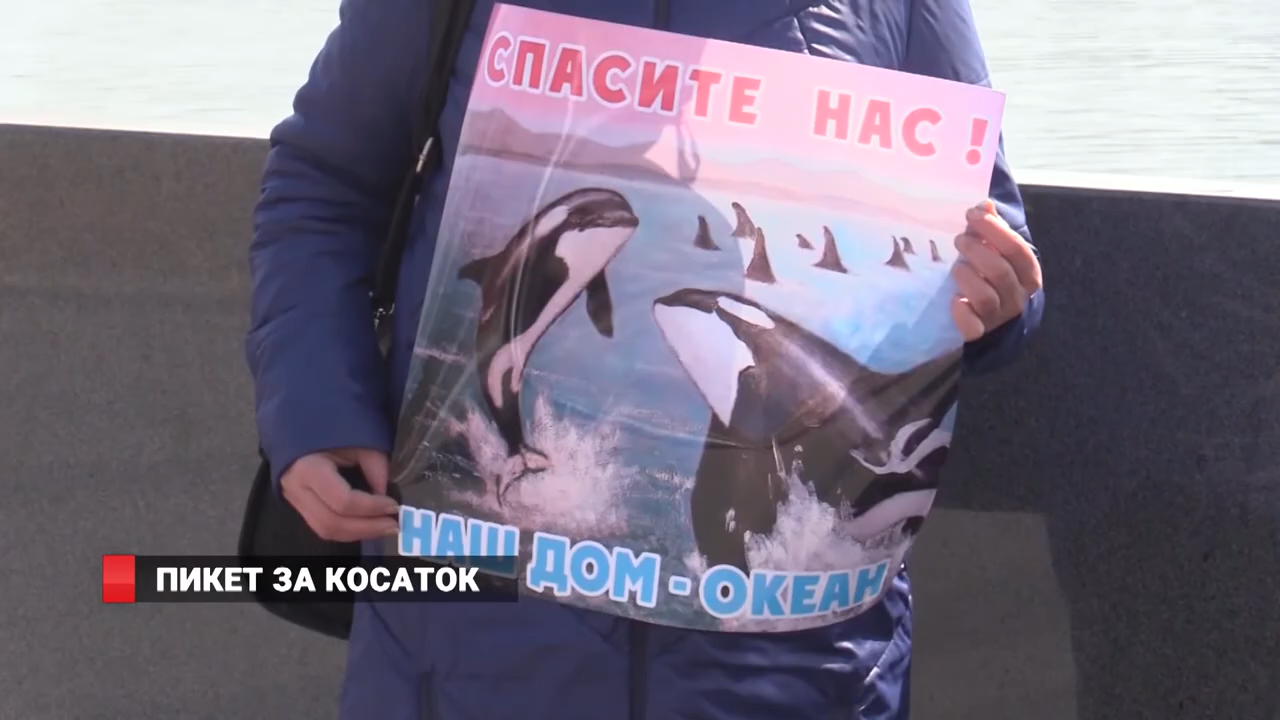 СПАСИТЕ НАС !
НАШ ДОМ - ОКЕАН
ПИКЕТ ЗА КОСАТОК